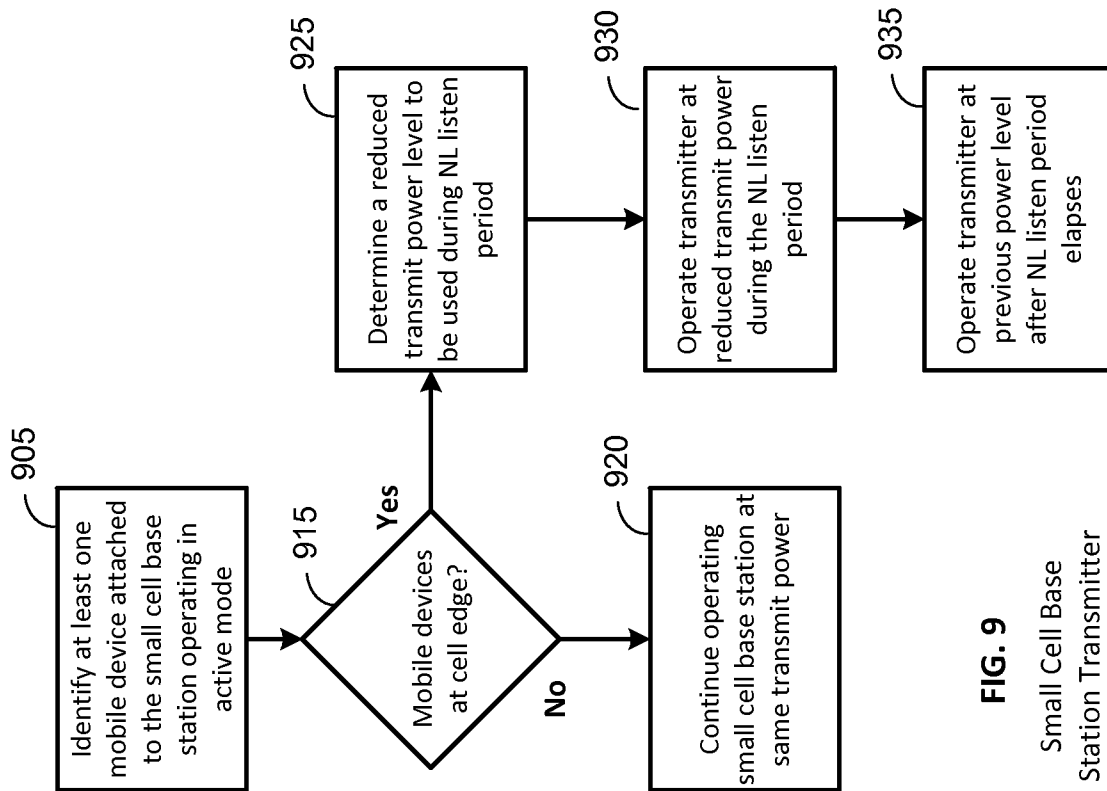 905
Identify at least one
mobile device attached
to the small cell base
station operating in
active mode
915
Mobile devices
at cell edge?
Yes
No
920
Continue operating
small cell base station at
same transmit power
925
Determine a reduced
transmit power level to
be used during NL listen
period
930
Operate transmitter at
reduced transmit power
during the NL listen
period
935
Operate transmitter at
previous power level
after NL listen period
elapses
FIG. 9
Small Cell Base
Station Transmitter